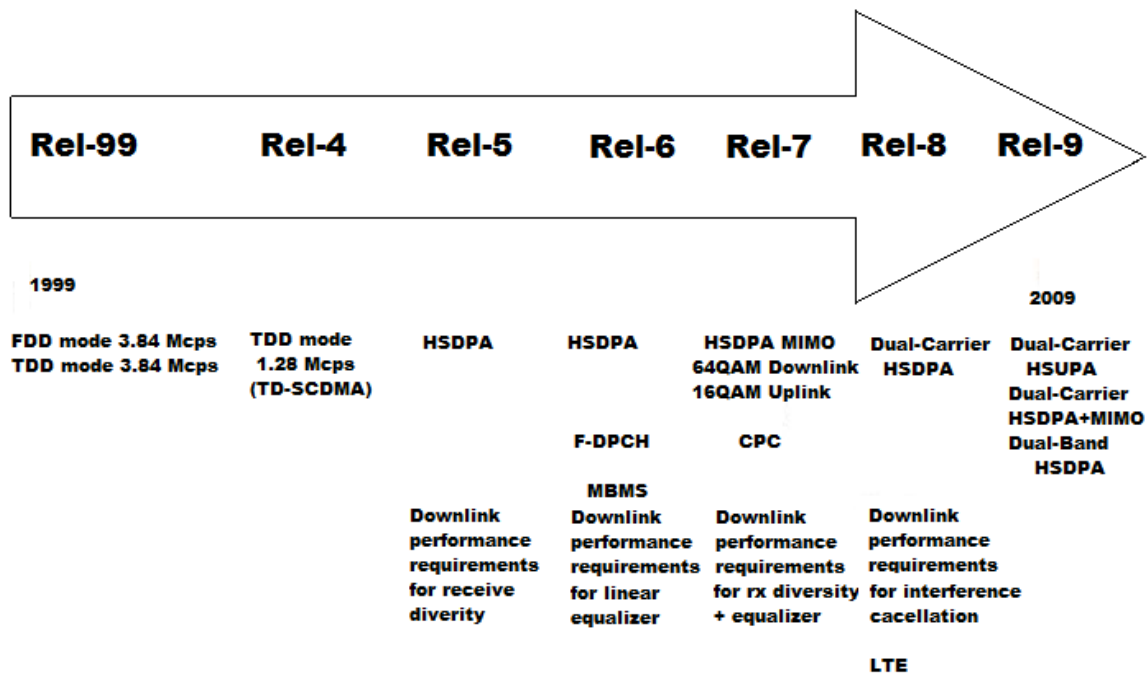 Rel-99
Rel-4
Rel-5
Rel-6
Rel-7
Rel-8
Rel-9
1999
2009
FDD mode 3.84 Mcps
TDD mode 3.84 Mcps
TDD mode
1.28 Mcps
(TD-SCDMA)
HSDPA
Downlink
performance
requirements
for receive
diverity
HSDPA
F-DPCH
MBMS
Downlink
performance
requirements
for linear
equalizer
HSDPA MIMO
64QAM Downlink
16QAM Uplink
CPC
Downlink
performance
requirements
for rx diversity
+ equalizer
Dual-Carrier
HSDPA
Downlink
performance
requirements
for interference
cacellation
LTE
Dual-Carrier
HSUPA
Dual-Carrier
HSDPA+MIMO
Dual-Band
HSDPA